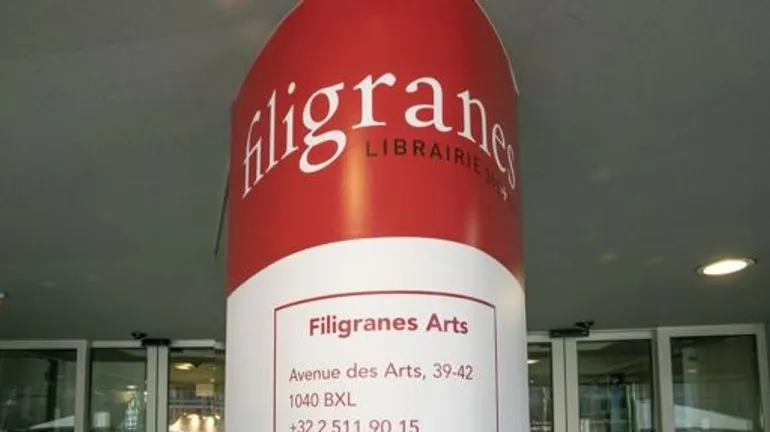 filigranes
LIBRAIRIE
Filigranes Arts
Avenue des Arts, 39-42
1040 BXL
+32 2 511 90 15